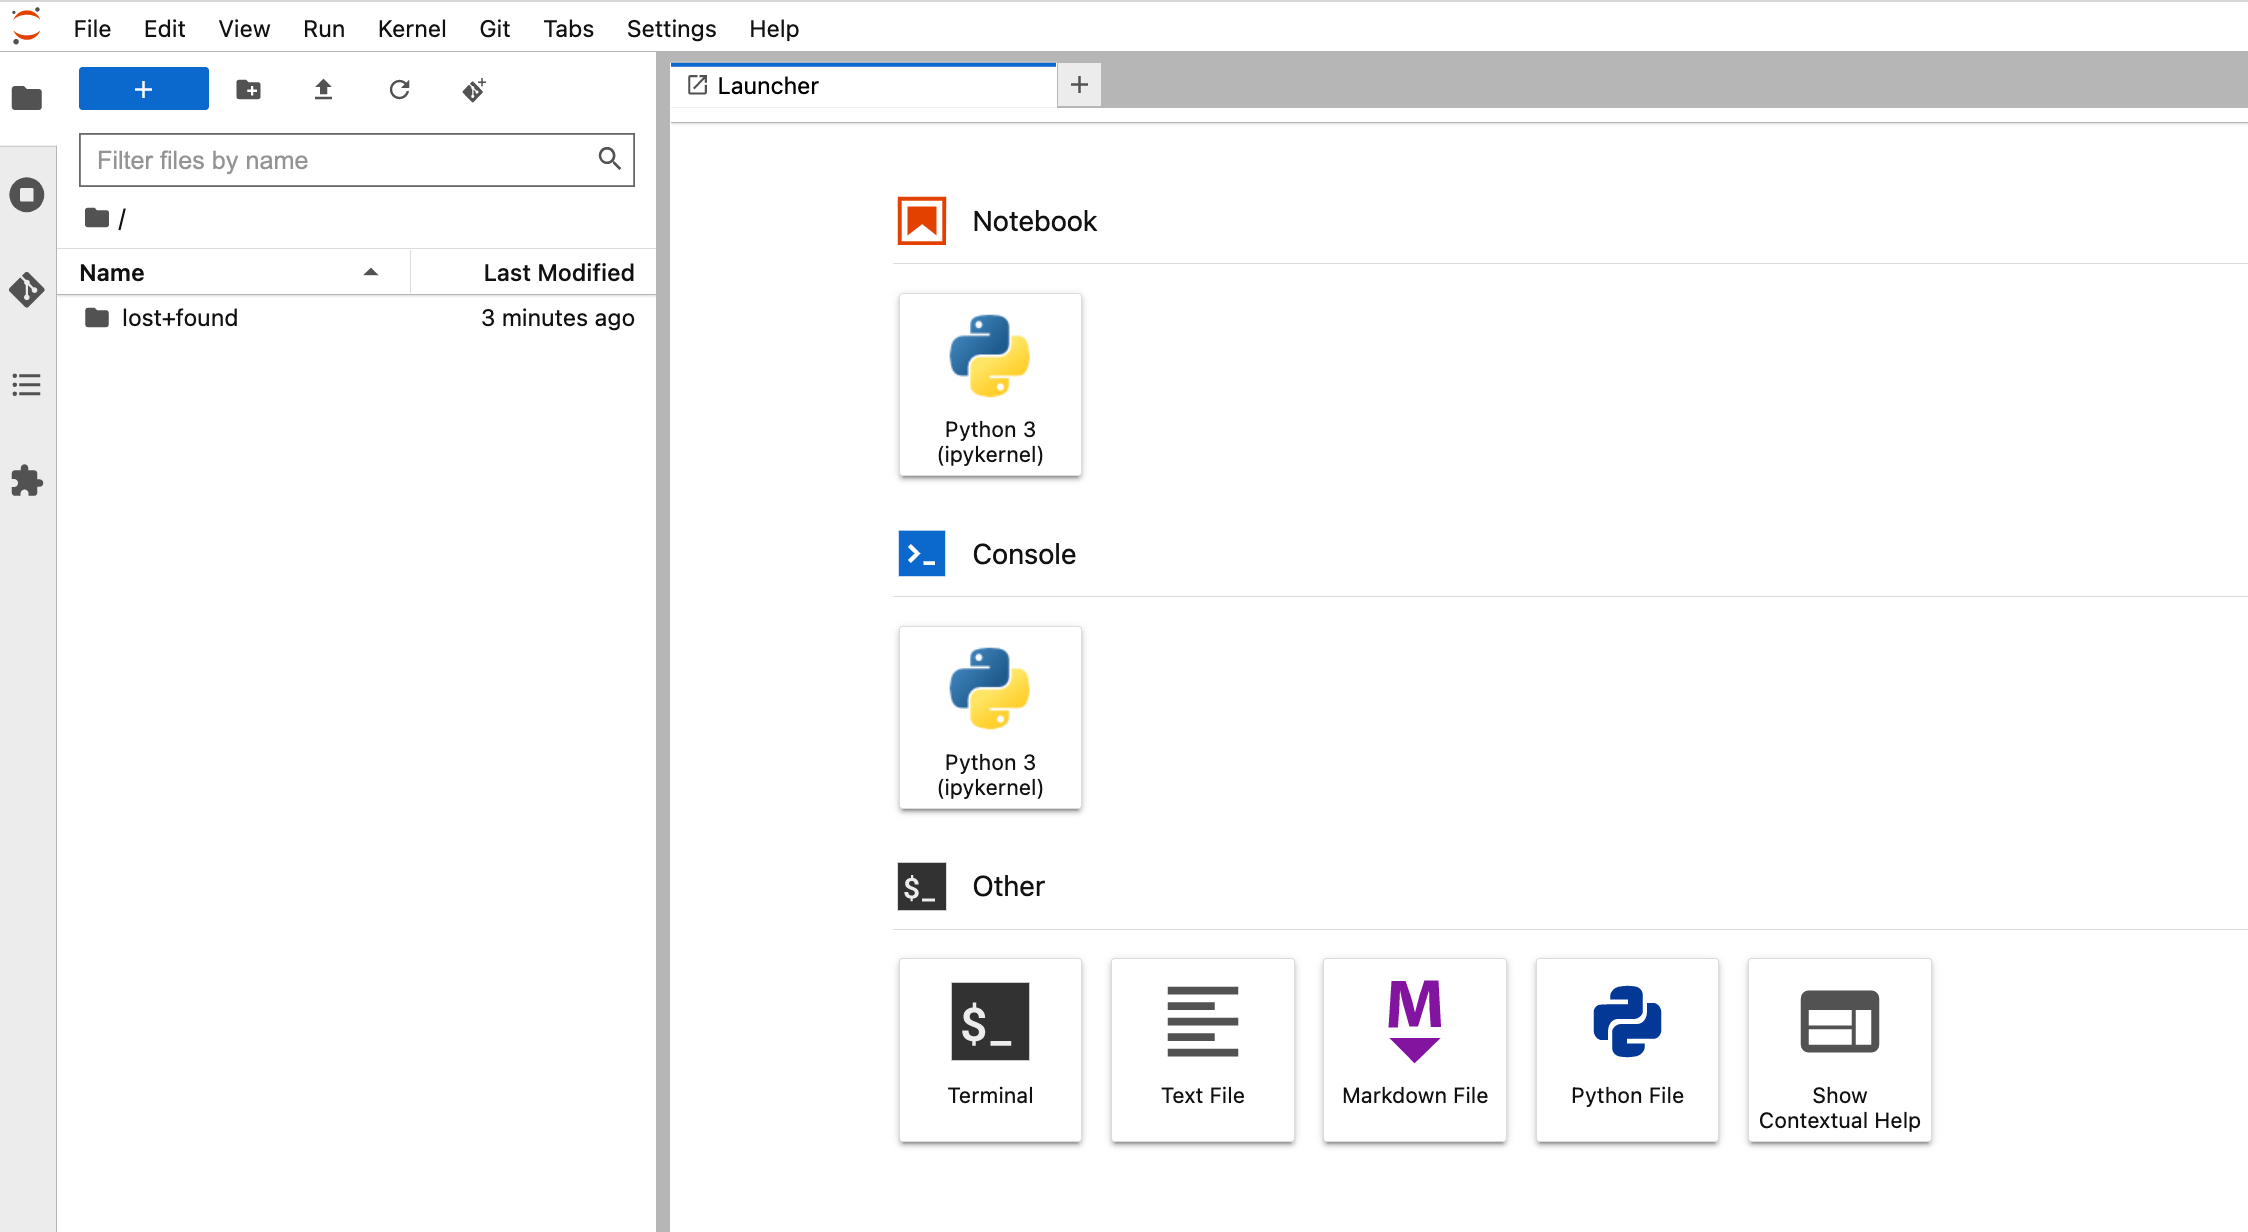 File Edit View Run Kernel Git Tabs Settings Help
+
Filter files by name
/
Name Last Modified
lost+found 3 minutes ago
Launcher +
Notebook
Python 3
(ipykernel)
>_ Console
Python 3
(ipykernel)
$_ Other
$_
Terminal
Text File
M
Markdown File
Python File
Show
Contextual Help